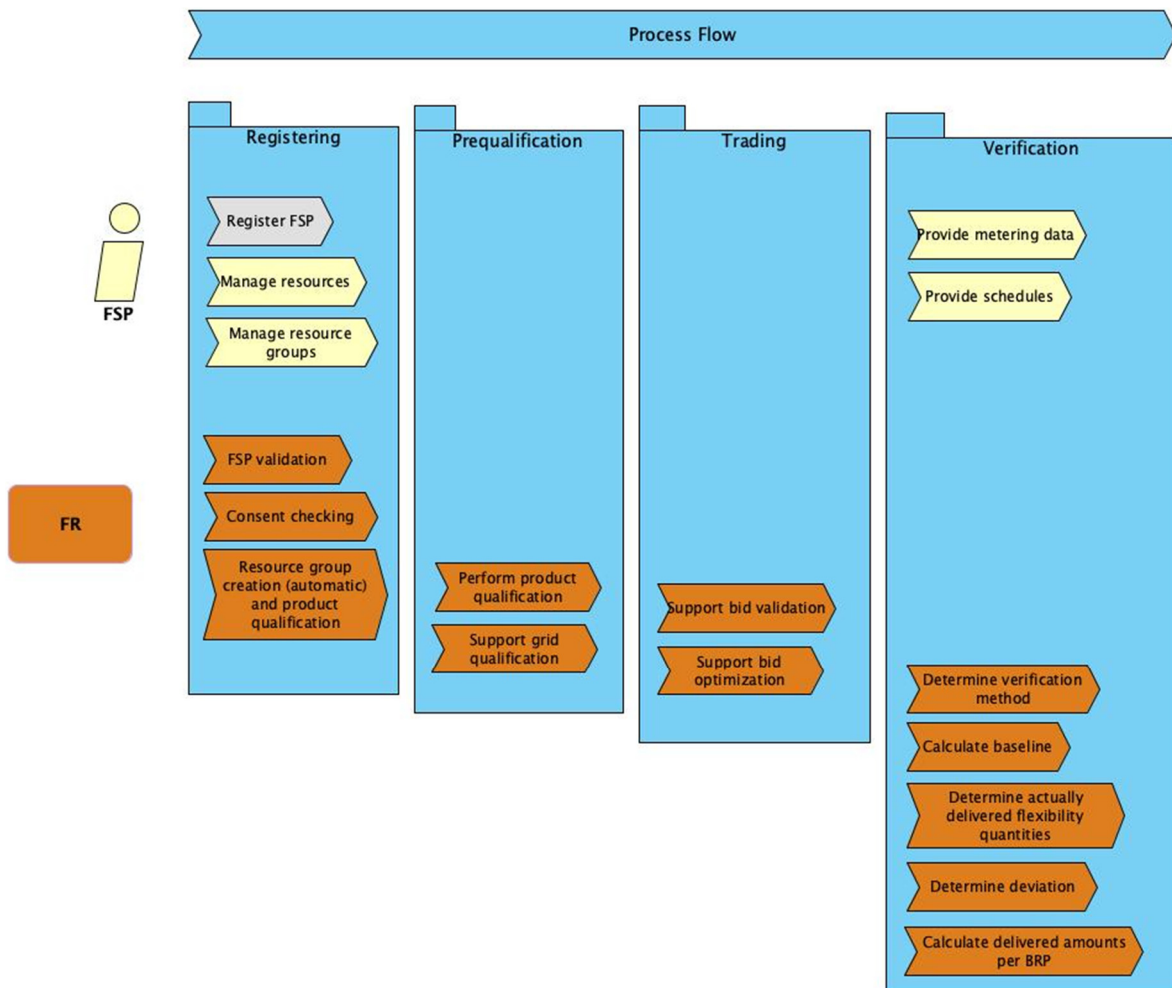 Process Flow
Registering
Prequalification
Trading
Verification
Register FSP
Manage resources
Manage resource
groups
Provide metering data
Provide schedules
FSP
FSP validation
Consent checking
Resource group
creation (automatic)
and product
qualification
FR
Perform product
qualification
Support grid
qualification
Support bid validation
Support bid
optimization
Determine verification
method
Calculate baseline
Determine actually
delivered flexibility
quantities
Determine deviation
Calculate delivered amounts
per BRP